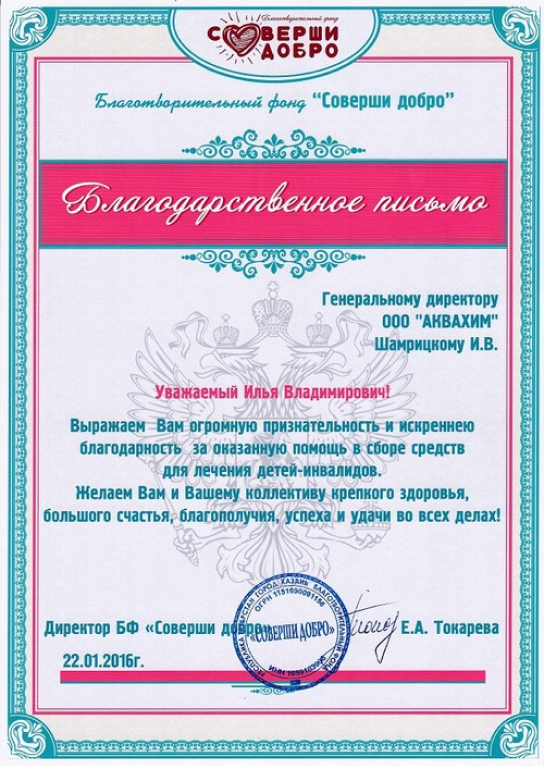 Благотворительный фонд
СОВЕРШИ
ДОБРО
Благотворительный фонд "Соверши добро"
Благодарственное письмо
Генеральному директору
ООО "АКВАХИМ"
Шамрицкому И.В.
Уважаемый Илья Владимирович!
Выражаем Вам огромную признательность и искреннею
благодарность за оказанную помощь в сборе средств
для лечения детей-инвалидов.
Желаем Вам и Вашему коллективу крепкого здоровья,
большого счастья, благополучия, успеха и удачи во всех делах!
Директор БФ «Соверши добро»
Е.А. Токарева
РЕСПУБЛИКА ТАТАРСТАН ГОРОД КАЗАНЬ БЛАГОТВОРИТЕЛЬНЫЙ ФОНД
ОГРН 1151690091156
«СОВЕРШИ ДОБРО»
ИНН
22.01.2016г.